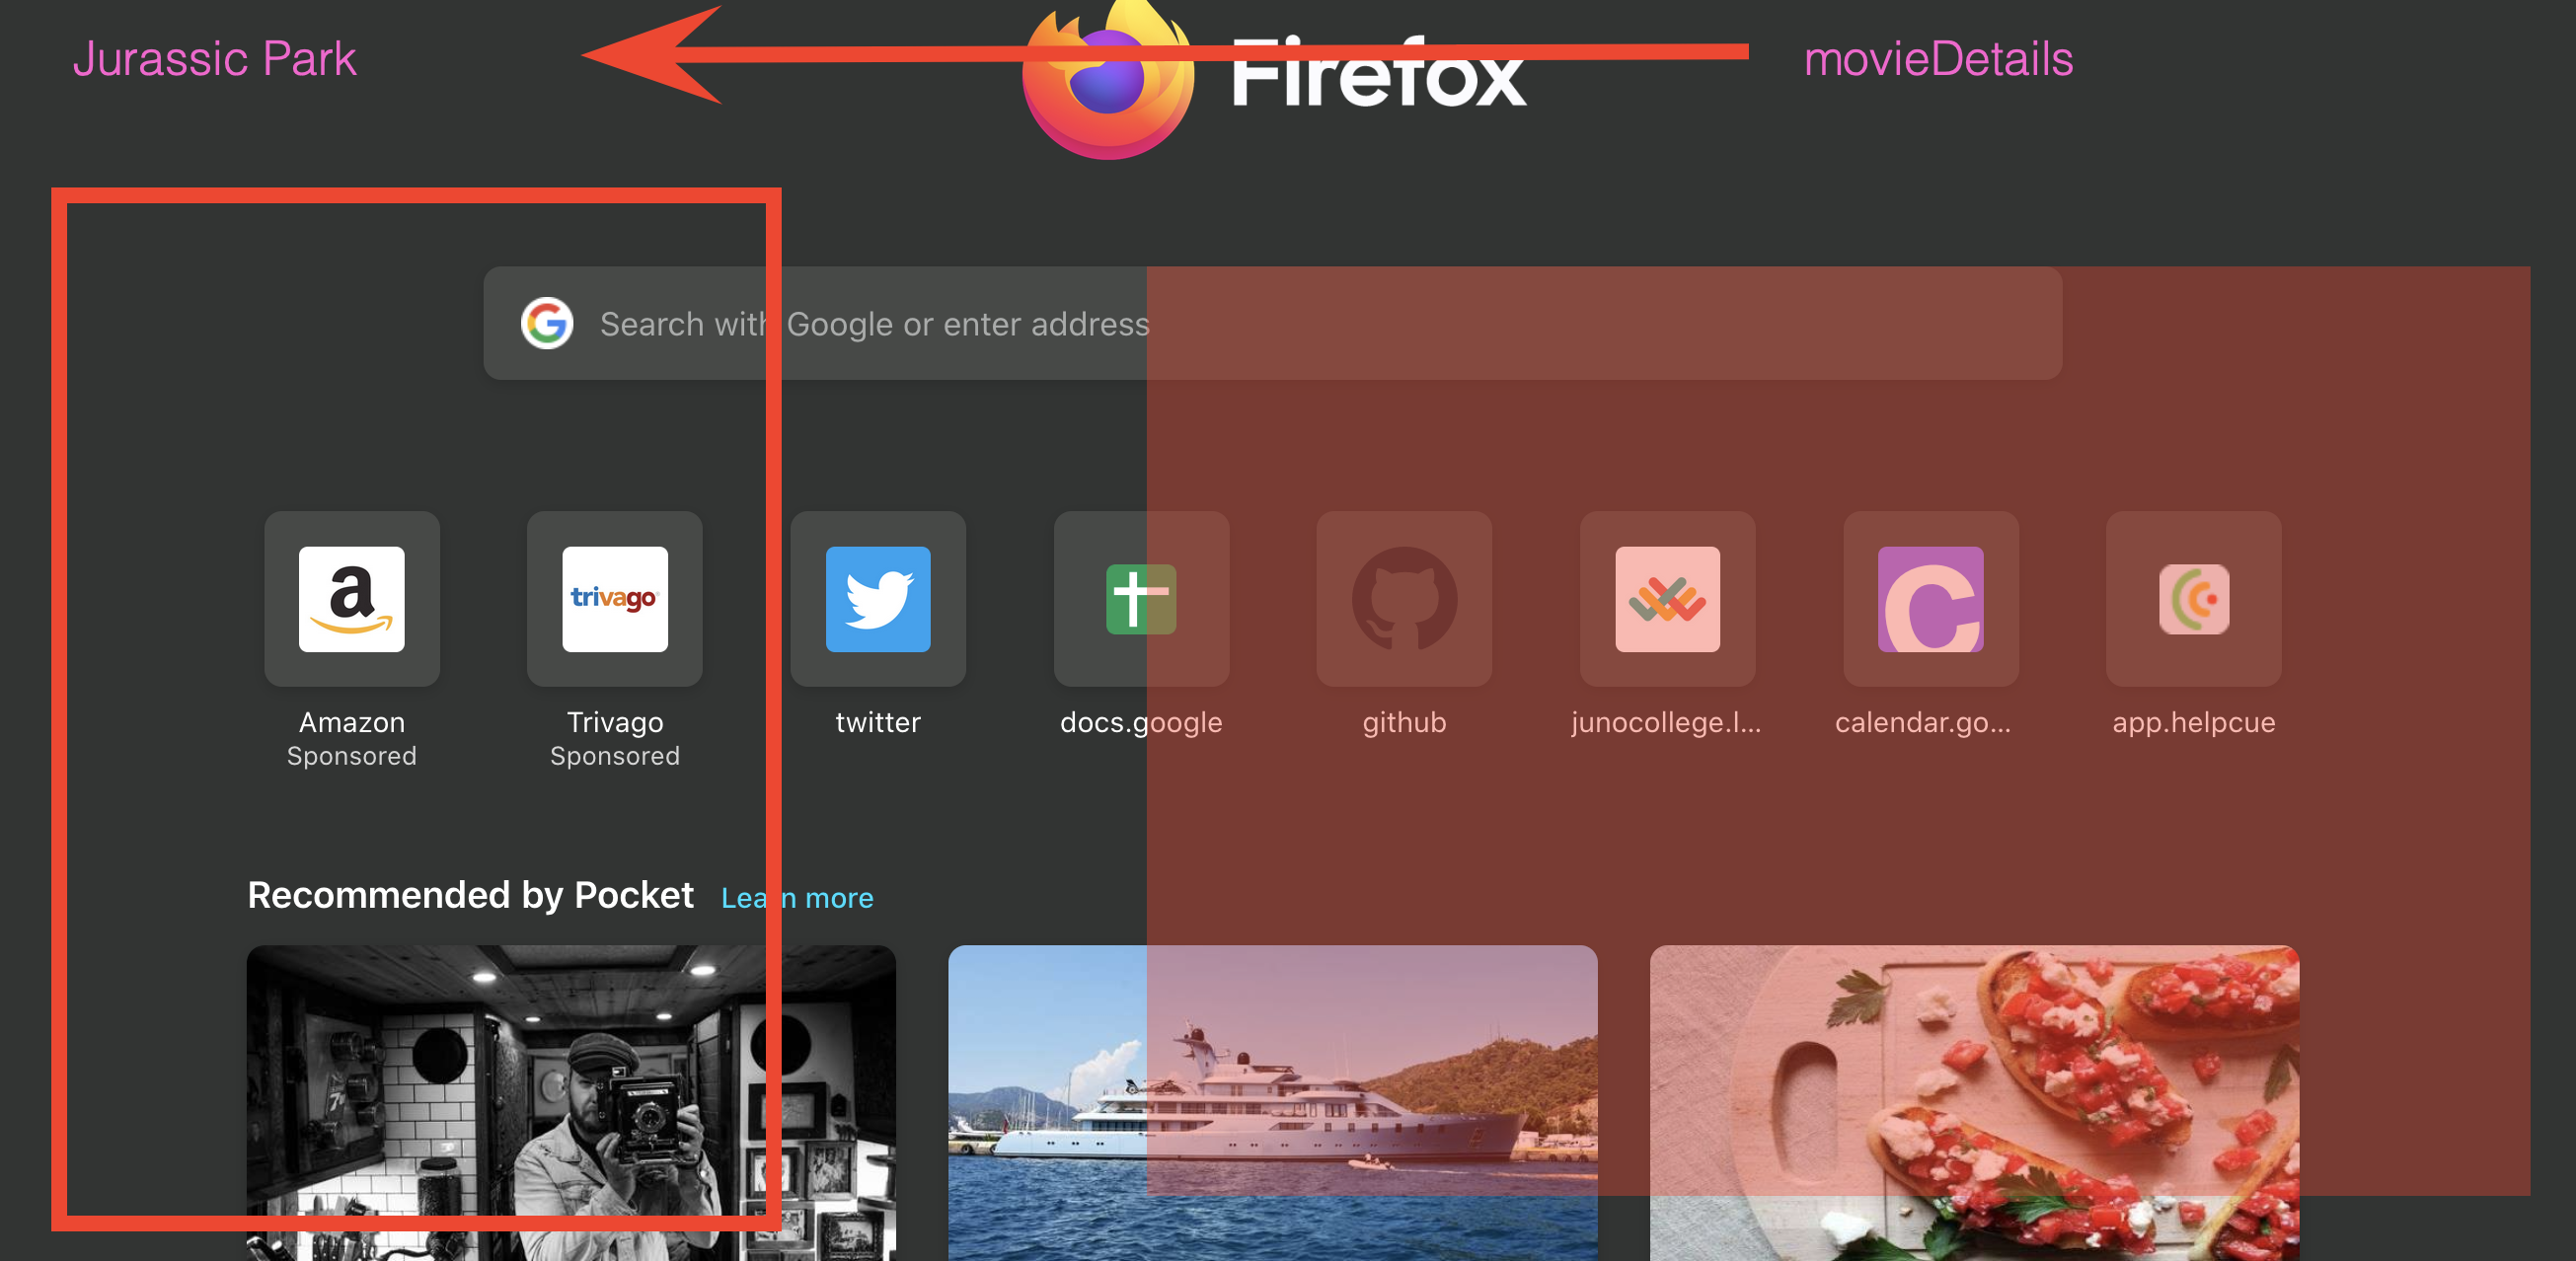 Jurassic Park
Firefox
movieDetails
Search with Google or enter address
a
trivago
Amazon
Sponsored
Trivago
Sponsored
twitter
docs.google
github
junocollege.l...
calendar.go...
app.helpcue
Recommended by Pocket Learn more